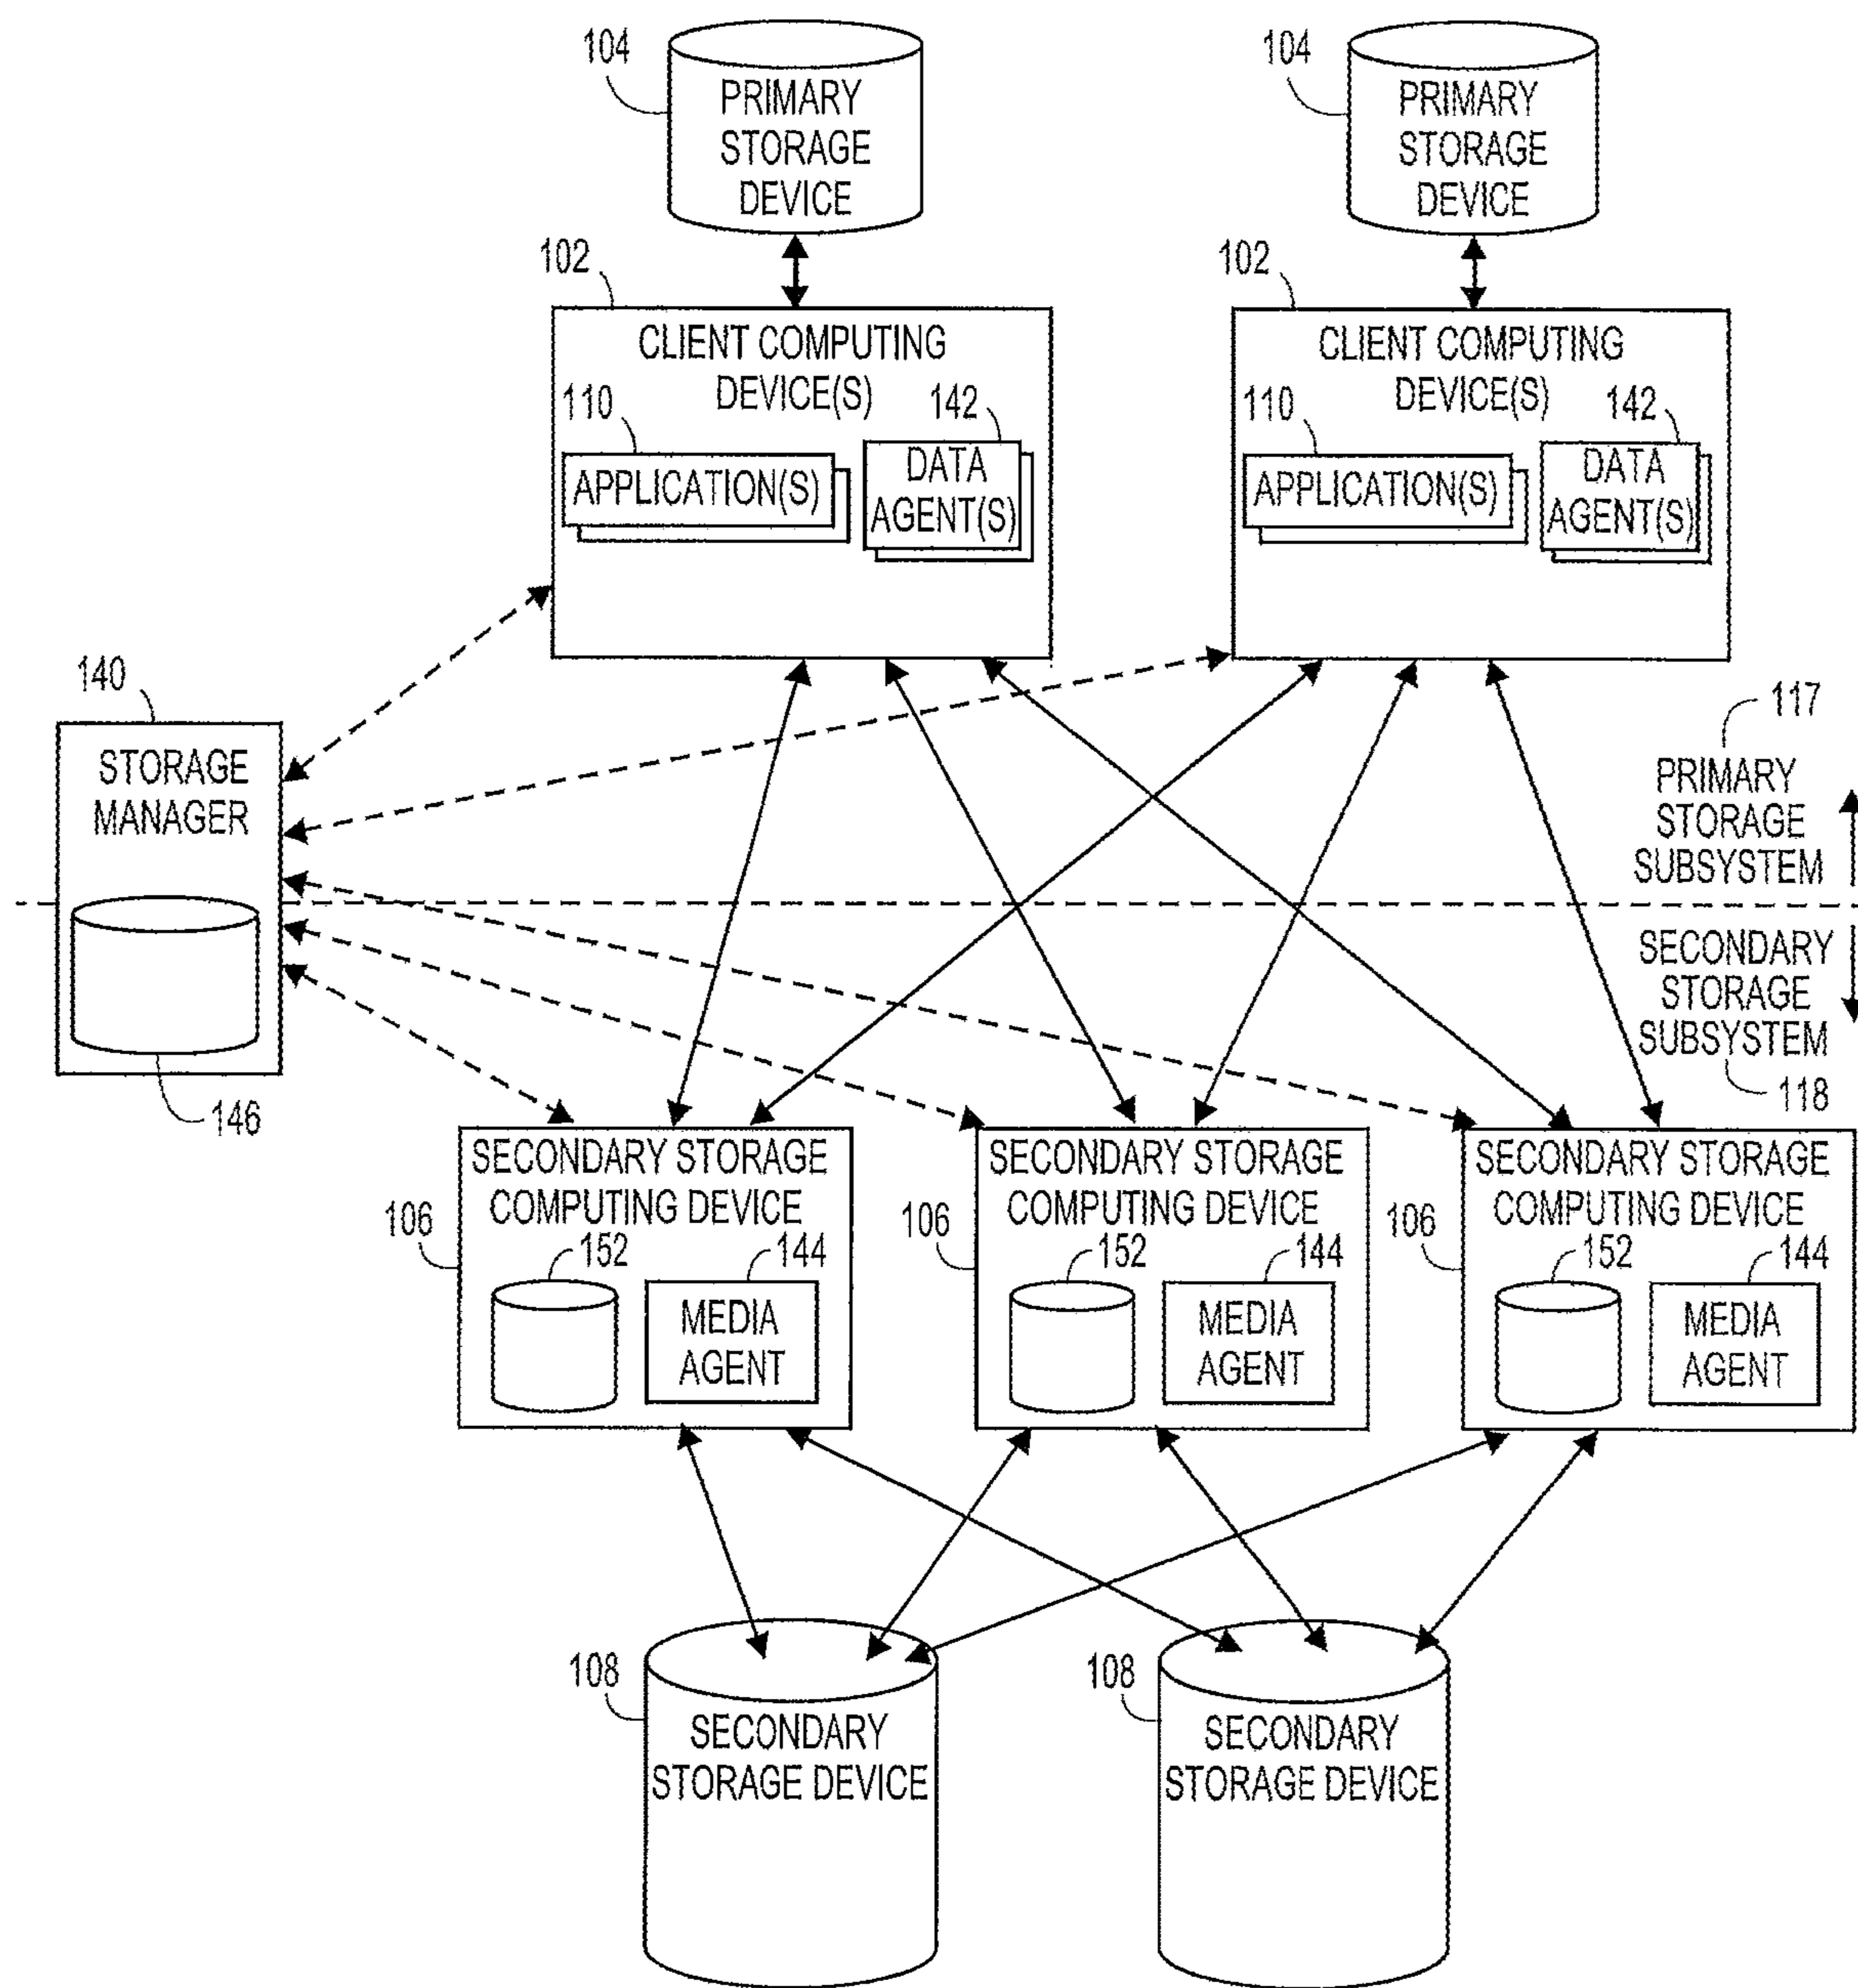 104
PRIMARY
STORAGE
DEVICE
104
PRIMARY
STORAGE
DEVICE
102
CLIENT COMPUTING
DEVICE(S)
110
142
APPLICATION(S)
DATA
AGENT(S)
102
CLIENT COMPUTING
DEVICE(S)
110
142
APPLICATION(S)
DATA
AGENT(S)
140
STORAGE
MANAGER
146
117
PRIMARY
STORAGE
SUBSYSTEM
SECONDARY
STORAGE
SUBSYSTEM
118
106
SECONDARY STORAGE
COMPUTING DEVICE
152
144
MEDIA
AGENT
106
SECONDARY STORAGE
COMPUTING DEVICE
152
144
MEDIA
AGENT
106
SECONDARY STORAGE
COMPUTING DEVICE
152
144
MEDIA
AGENT
108
SECONDARY
STORAGE DEVICE
108
SECONDARY
STORAGE DEVICE